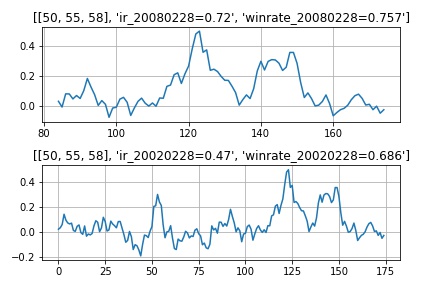 [[50, 55, 58], 'ir_20080228=0.72', 'winrate_20080228=0.757']
0.4
0.2
0.0
80 100 120 140 160
[[50, 55, 58], 'ir_20020228=0.47', 'winrate_20020228=0.686']
0.4
0.2
0.0
−0.2
0 25 50 75 100 125 150 175